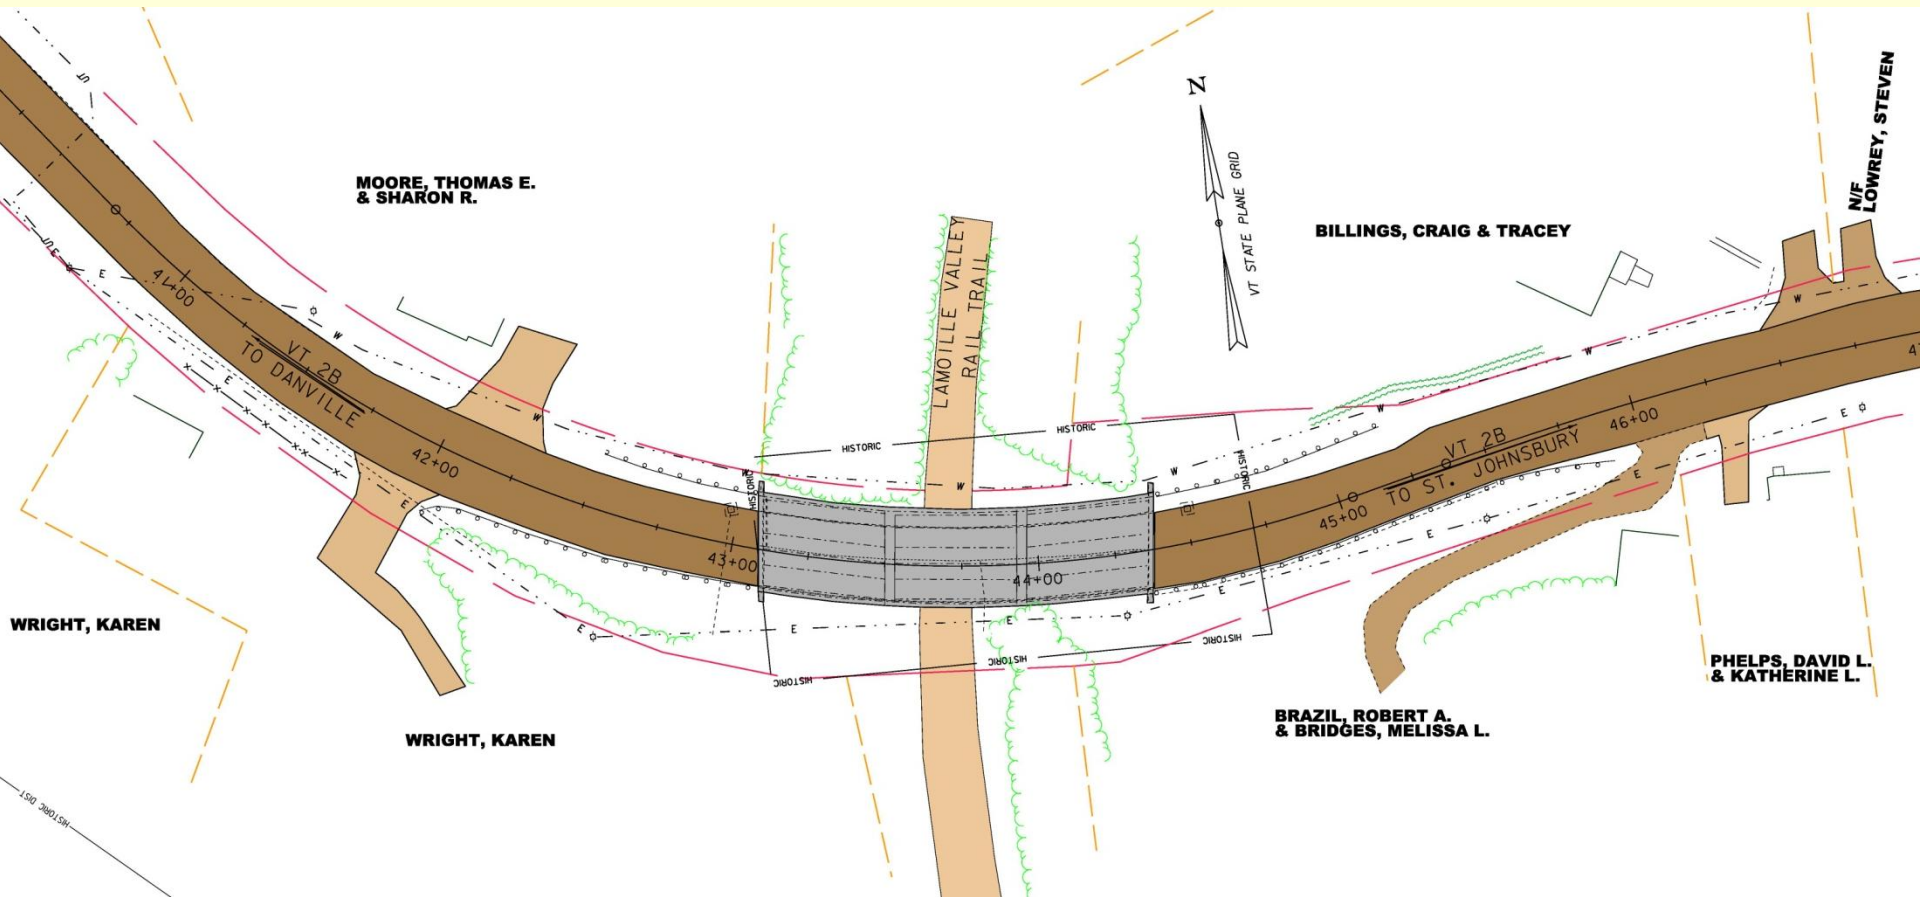 ST
N/F
LOWREY, STEVEN
N
VT STATE PLANE GRID
MOORE, THOMAS E.
& SHARON R.
BILLINGS, CRAIG & TRACEY
LAMOILLE VALLEY
RAIL TRAIL
E
E
41+00
W
W
VT 2B
TO DANVILLE
E
W
W
W
42+00
W
HISTORIC
HISTORIC
HISTORIC
HISTORIC
W
W
W
VT 2B
TO ST. JOHNSBURY
46+00
E
E
E
45+00
43+00
44+00
E
E
E
E
E
HISTORIC
HISTORIC
HISTORIC
WRIGHT, KAREN
WRIGHT, KAREN
PHELPS, DAVID L.
& KATHERINE L.
BRAZIL, ROBERT A.
& BRIDGES, MELISSA L.
HISTORIC DIST